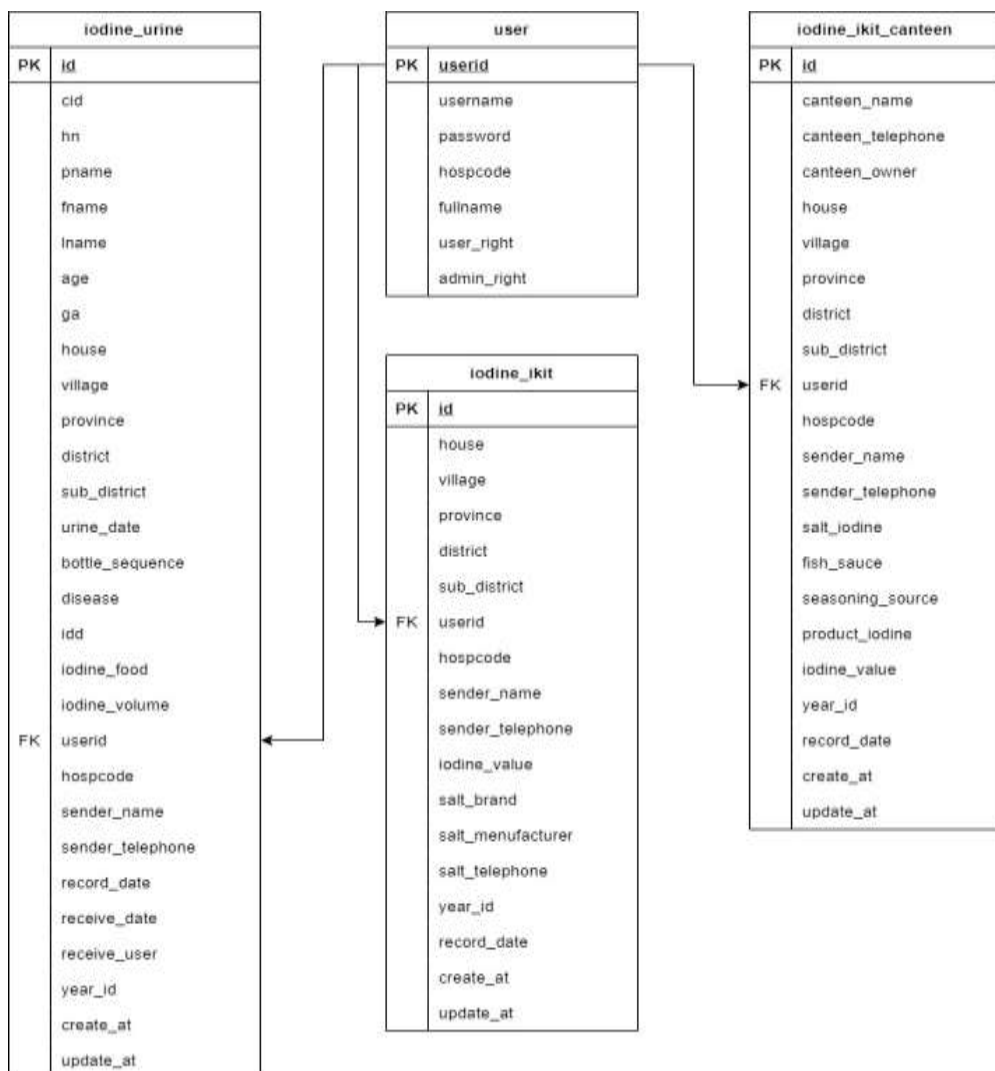 iodine_urine
PK id
cid
hn
pname
fname
lname
age
ga
house
village
province
district
sub_district
urine_date
bottle_sequence
disease
idd
iodine_food
iodine_volume
FK userid
hospcode
sender_name
sender_telephone
record_date
receive_date
receive_user
year_id
create_at
update_at
user
PK userid
username
password
hospcode
fullname
user_right
admin_right
iodine_ikit
PK id
house
village
province
district
sub_district
FK userid
hospcode
sender_name
sender_telephone
iodine_value
salt_brand
salt_menufacturer
salt_telephone
year_id
record_date
create_at
update_at
iodine_ikit_canteen
PK id
canteen_name
canteen_telephone
canteen_owner
house
village
province
district
sub_district
FK userid
hospcode
sender_name
sender_telephone
salt_iodine
fish_sauce
seasoning_source
product_iodine
iodine_value
year_id
record_date
create_at
update_at